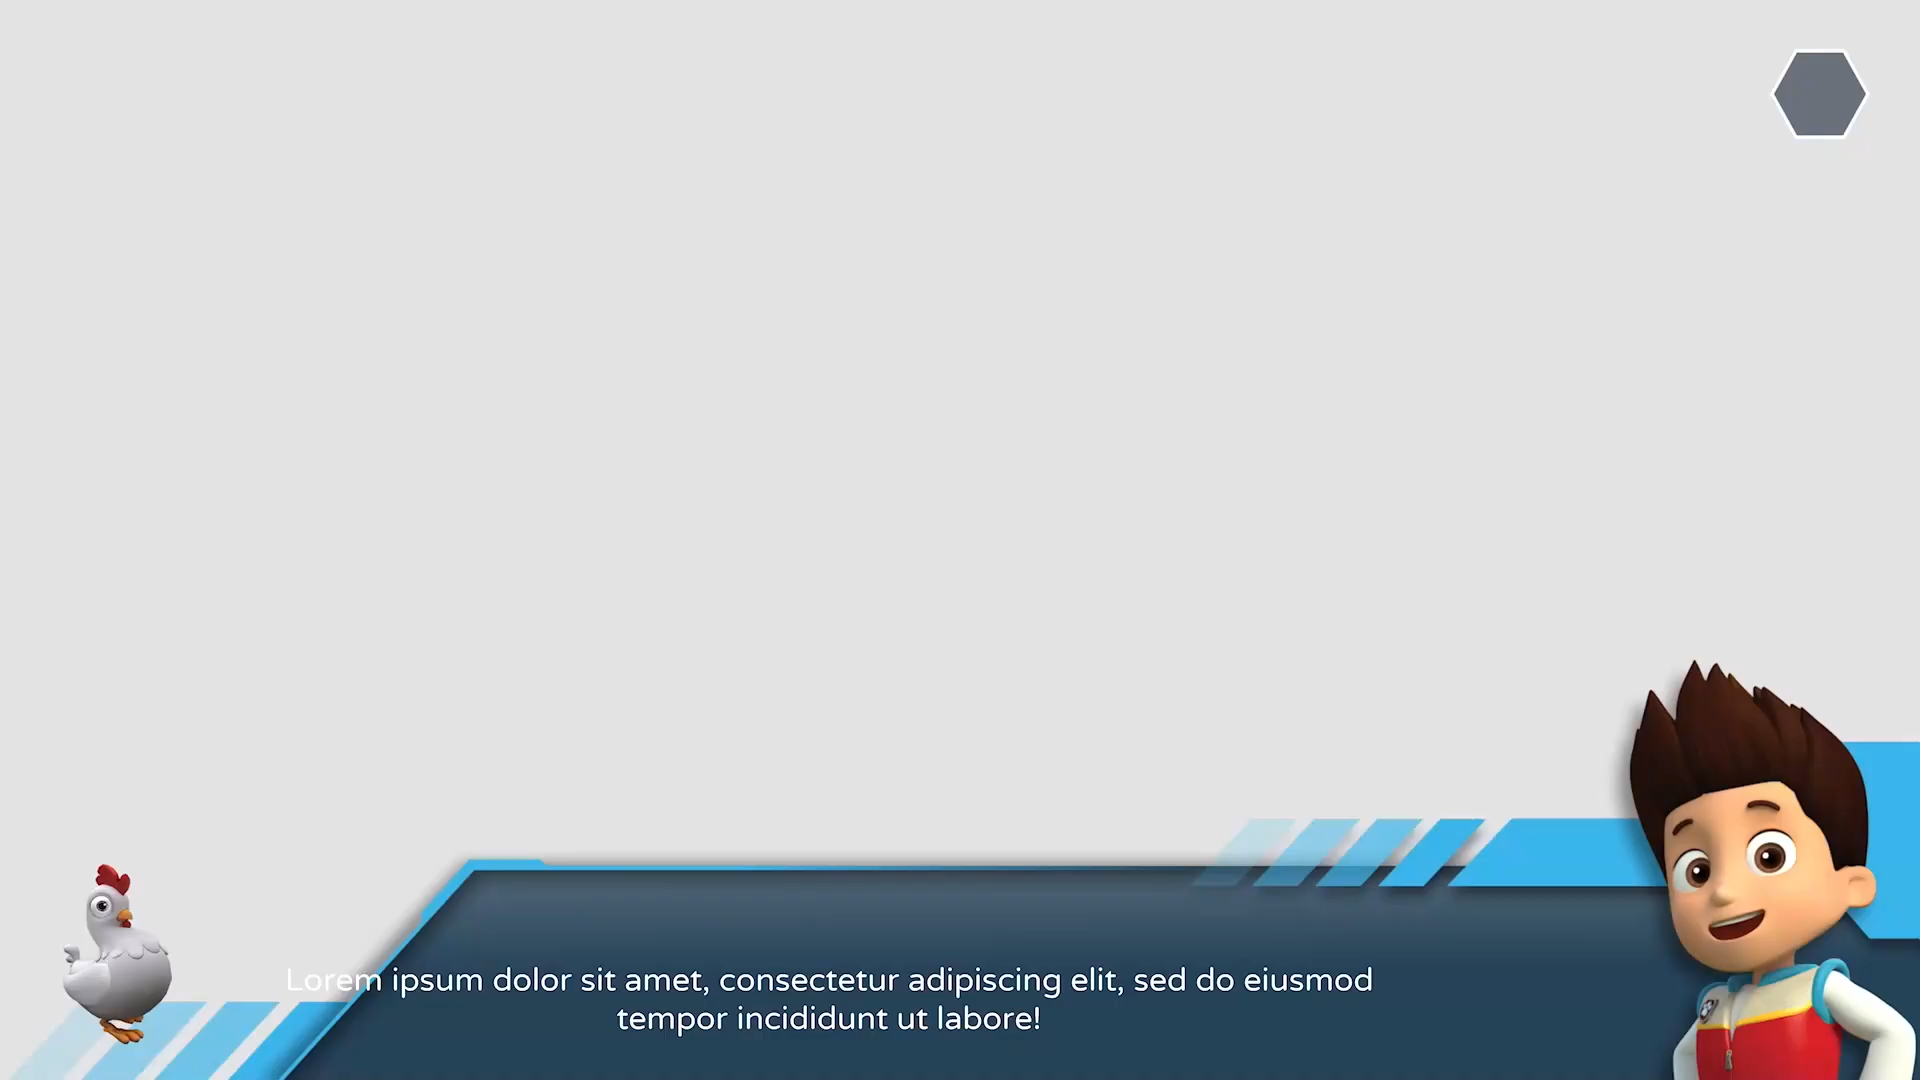 Lorem ipsum dolor sit amet, consectetur adipiscing elit, sed do eiusmod
tempor incididunt ut labore!